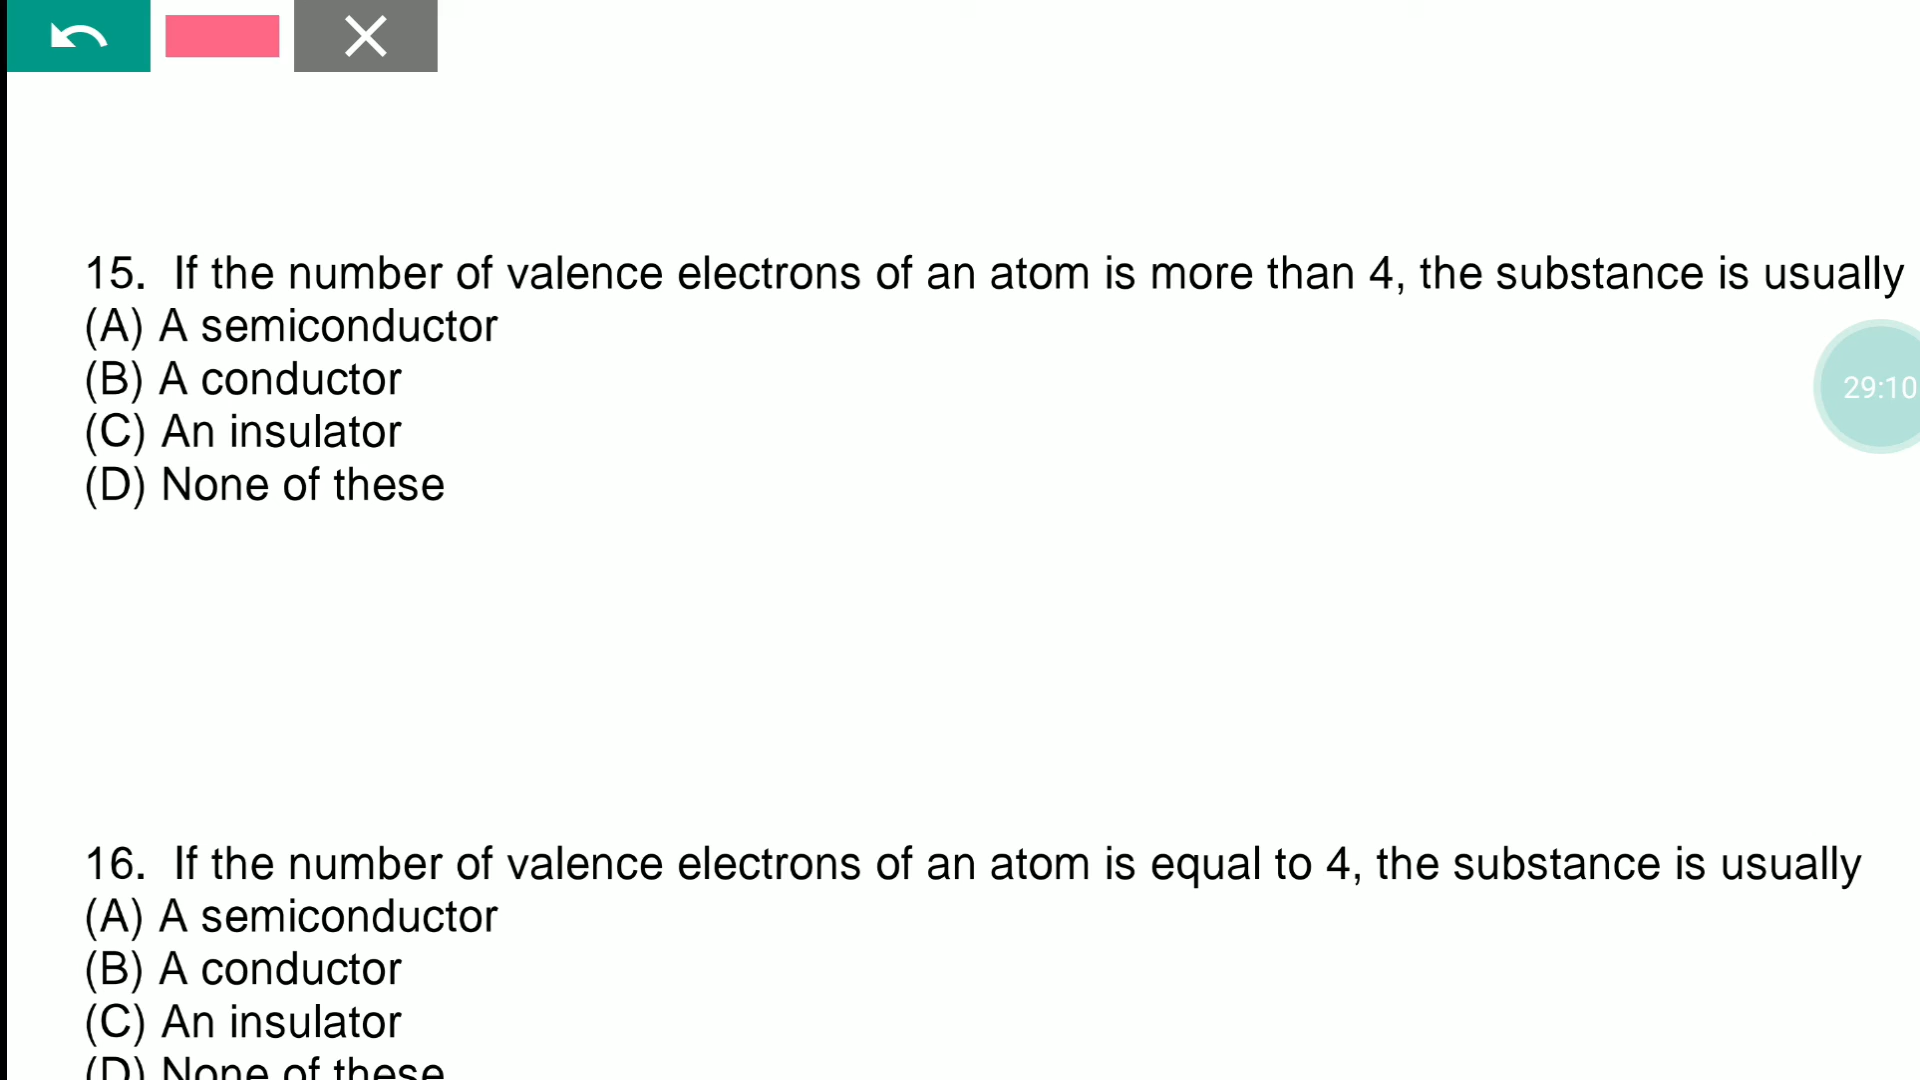 15. If the number of valence electrons of an atom is more than 4, the substance is usually
(A) A semiconductor
(B) A conductor
(C) An insulator
(D) None of these
29:10
16. If the number of valence electrons of an atom is equal to 4, the substance is usually
(A) A semiconductor
(B) A conductor
(C) An insulator
(D) None of these